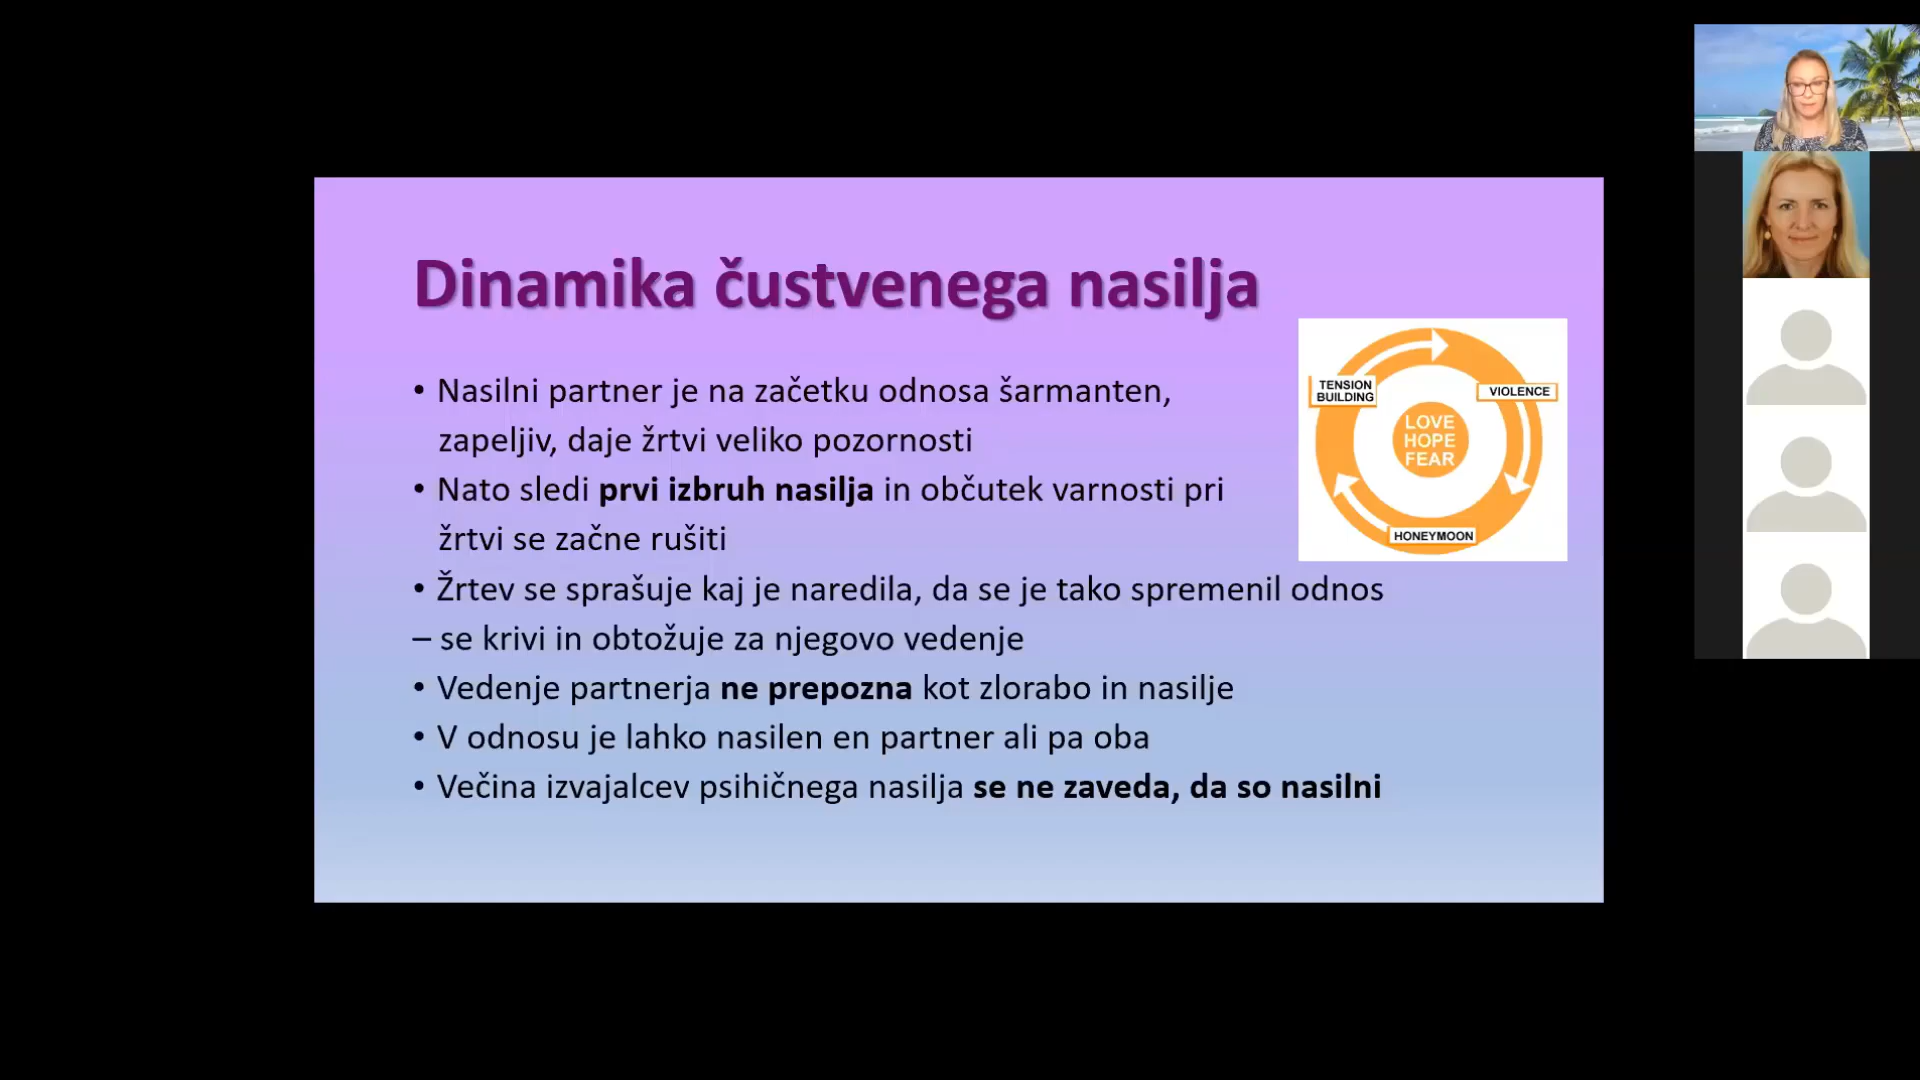 Dinamika čustvenega nasilja
• Nasilni partner je na začetku odnosa šarmanten,
zapeljiv, daje žrtvi veliko pozornosti
• Nato sledi prvi izbruh nasilja in občutek varnosti pri
žrtvi se začne rušiti
• Žrtev se sprašuje kaj je naredila, da se je tako spremenil odnos
– se krivi in obtožuje za njegovo vedenje
• Vedenje partnerja ne prepozna kot zlorabo in nasilje
• V odnosu je lahko nasilen en partner ali pa oba
• Večina izvajalcev psihičnega nasilja se ne zaveda, da so nasilni
TENSION
BUILDING
VIOLENCE
LOVE
HOPE
FEAR
HONEYMOON